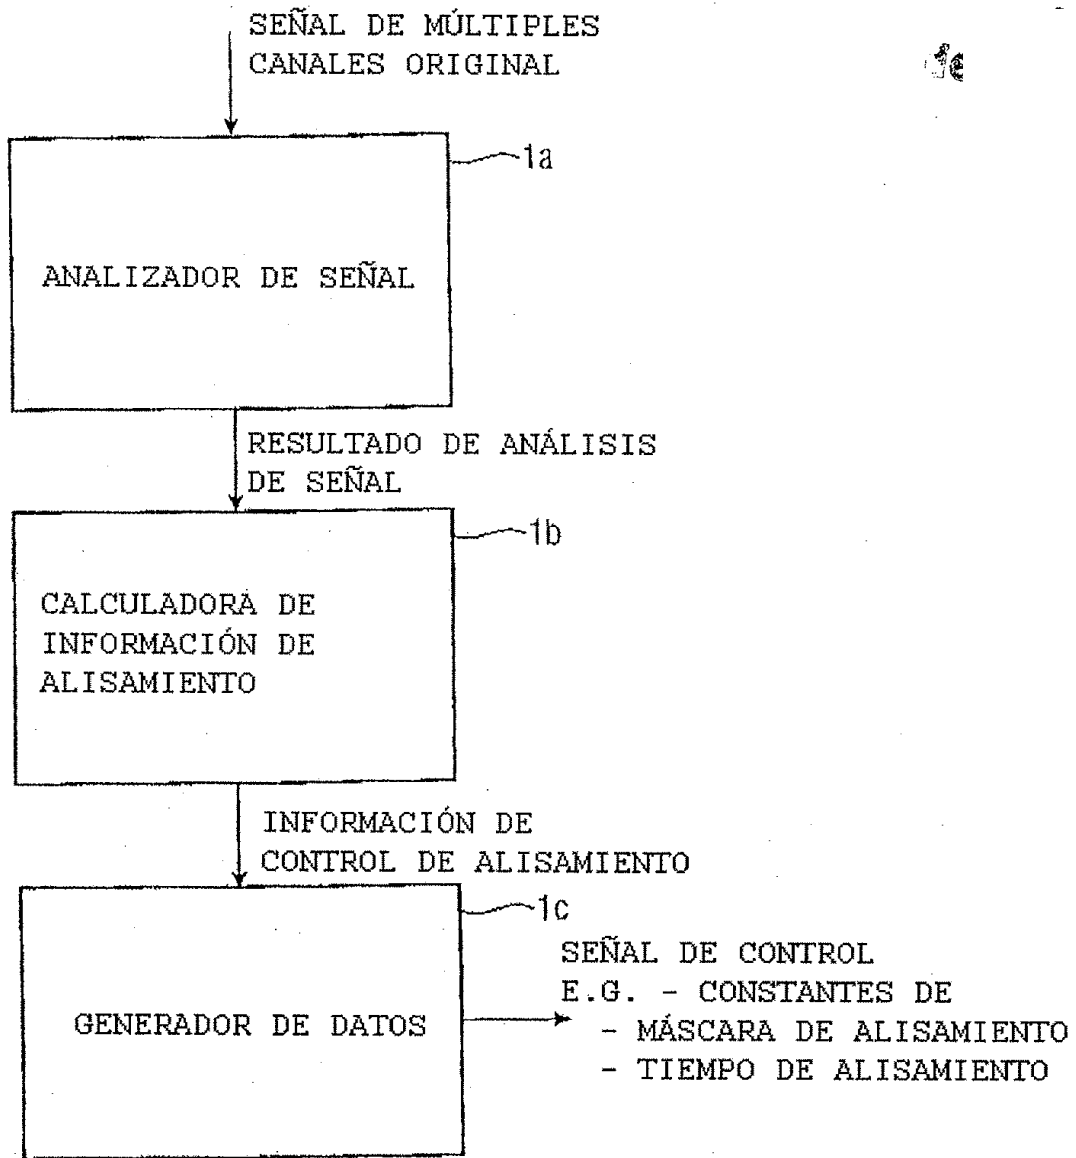 SEÑAL DE MÚLTIPLES
CANALES ORIGINAL
de
1a
ANALIZADOR DE SEÑAL
RESULTADO DE ANÁLISIS
DE SEÑAL
1b
CALCULADORA DE
INFORMACIÓN DE
ALISAMIENTO
INFORMACIÓN DE
CONTROL DE ALISAMIENTO
1c
GENERADOR DE DATOS
SEÑAL DE CONTROL
E.G. - CONSTANTES DE
- MÁSCARA DE ALISAMIENTO
- TIEMPO DE ALISAMIENTO